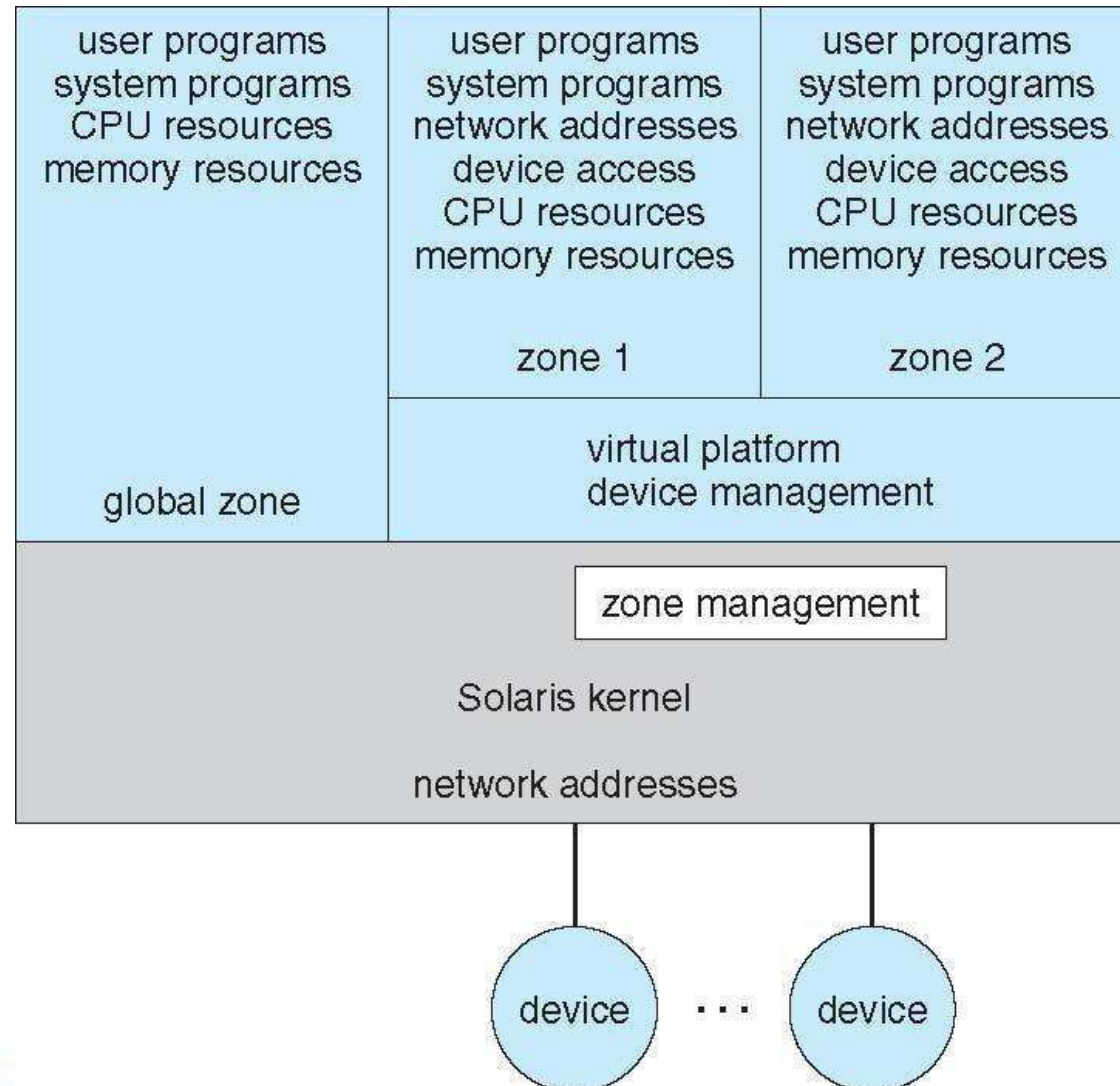 user programs
system programs
CPU resources
memory resources
global zone
user programs
system programs
network addresses
device access
CPU resources
memory resources
zone 1
user programs
system programs
network addresses
device access
CPU resources
memory resources
zone 2
virtual platform
device management
zone management
Solaris kernel
network addresses
device
...
device